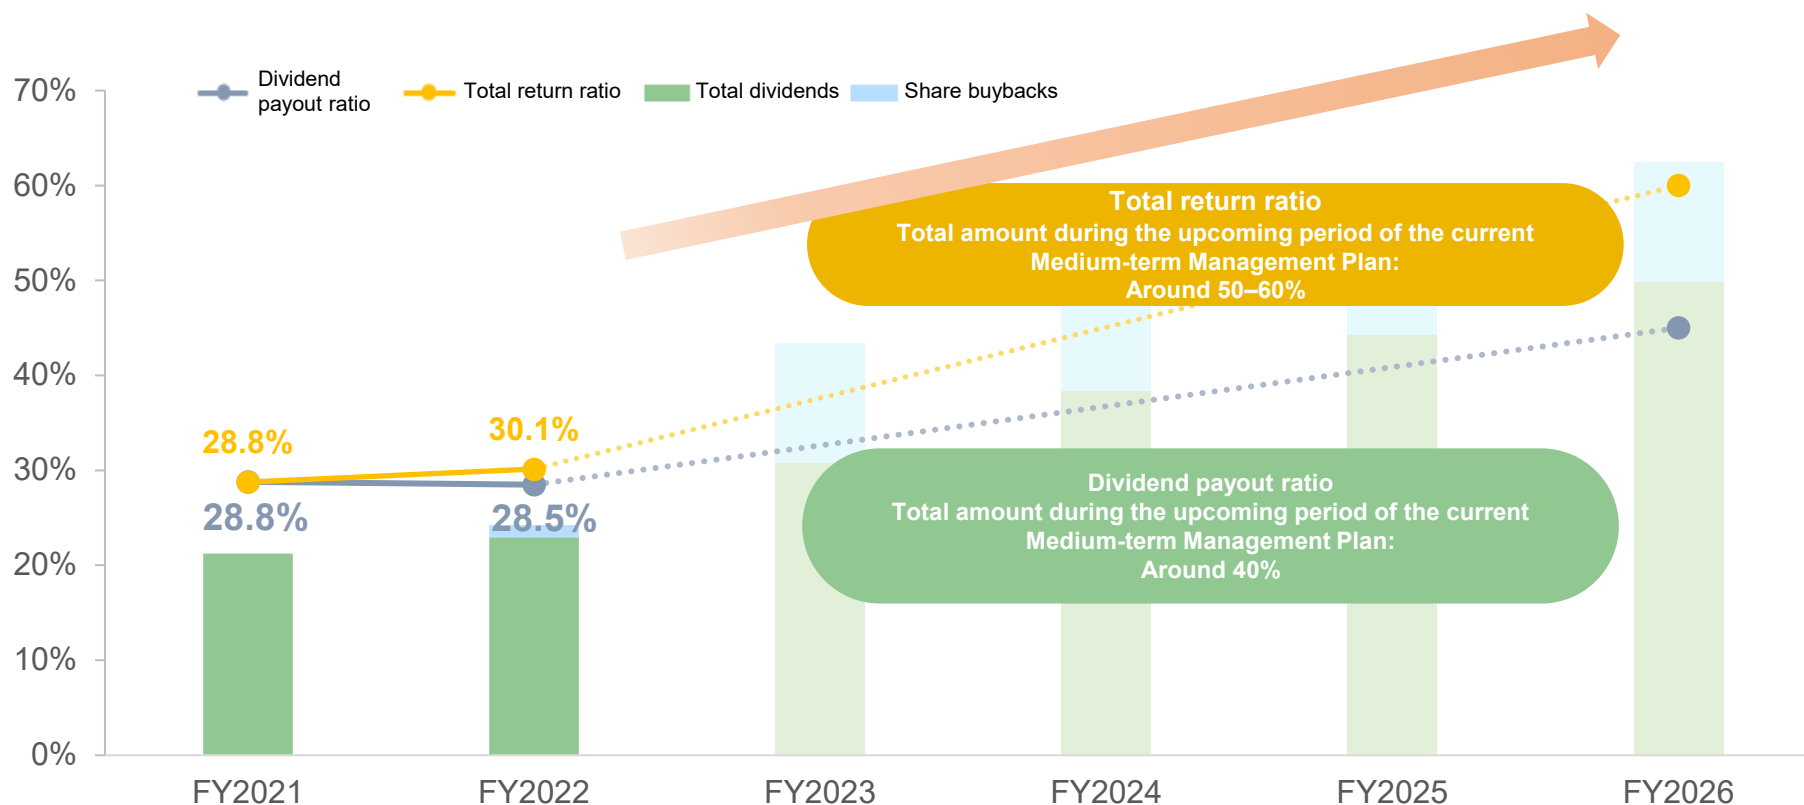 Dividend
payout ratio
Total return ratio
Total dividends
Share buybacks
70%
60%
50%
40%
30%
20%
10%
0%
Total return ratio
Total amount during the upcoming period of the current
Medium-term Management Plan:
Around 50–60%
28.8%
30.1%
28.8%
28.5%
Dividend payout ratio
Total amount during the upcoming period of the current
Medium-term Management Plan:
Around 40%
FY2021
FY2022
FY2023
FY2024
FY2025
FY2026